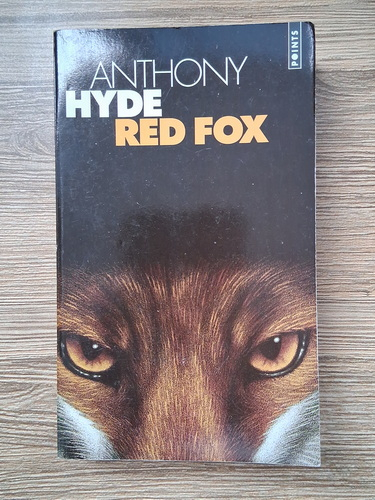 POINTS
ANTHONY
HYDE
RED FOX